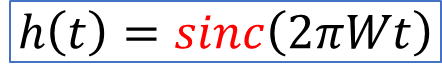 h(t) = sinc(2πWt)